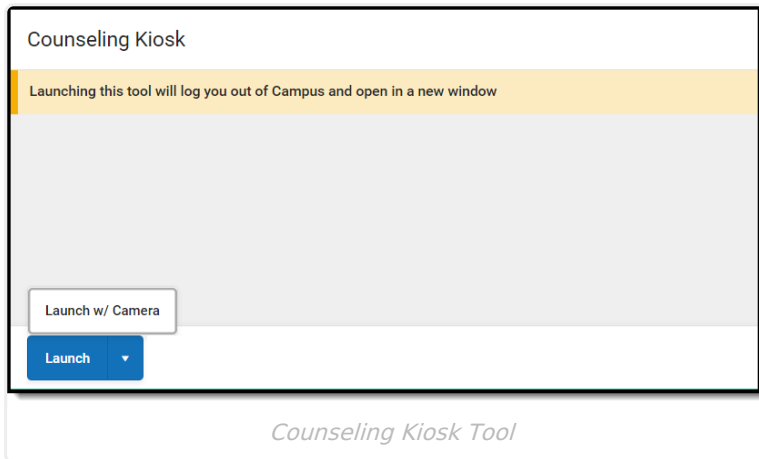 Counseling Kiosk
Launching this tool will log you out of Campus and open in a new window
Launch w/ Camera
Launch
Counseling Kiosk Tool